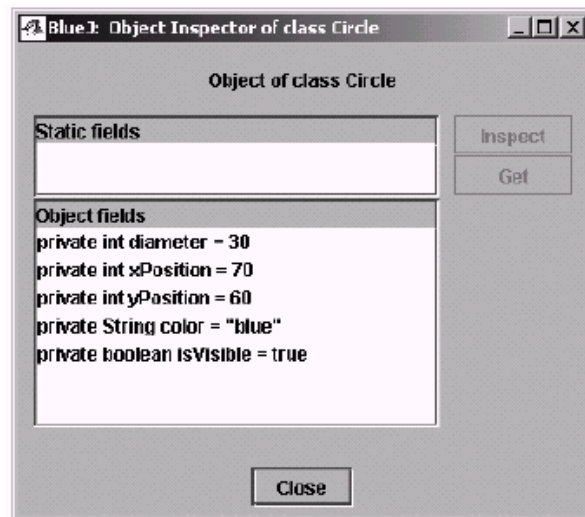 BlueJ: Object Inspector of class Circle
Object of class Circle
Static fields
Inspect
Get
Object fields
private int diameter = 30
private int xPosition = 70
private int yPosition = 60
private String color = "blue"
private boolean isVisible = true
Close